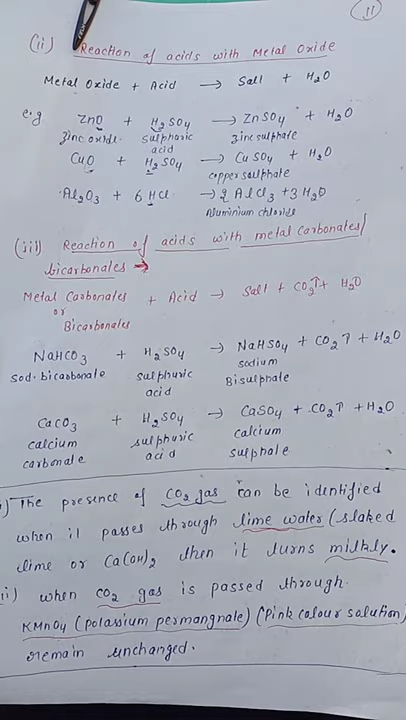 11
(ii) Reaction of acids with Metal Oxide
Metal Oxide + Acid → Salt + H₂O
e.g ZnO + H₂SO₄ → ZnSO₄ + H₂O
Zinc oxide. sulphuric acid Zinc sulphate
CuO + H₂SO₄ → CuSO₄ + H₂O
copper sulphate
Al₂O₃ + 6 HCl → 2 AlCl₃ + 3 H₂O
Aluminium chloride
(iii) Reaction of acids with metal Carbonates/
bicarbonates →
Metal Carbonates + Acid → Salt + CO₂↑ + H₂O
or
Bicarbonates
NaHCO₃ + H₂SO₄ → NaHSO₄ + CO₂↑ + H₂O
sod. bicarbonate sulphuric acid sodium Bisulphate
CaCO₃ + H₂SO₄ → CaSO₄ + CO₂↑ + H₂O
calcium carbonate sulphuric acid calcium sulphate
i) The presence of CO₂ gas can be identified
when it passes through lime water (slaked
lime or Ca(OH)₂ then it turns milkly.
ii) when CO₂ gas is passed through
KMnO₄ (potassium permangnate) (Pink colour solution)
remain unchanged.